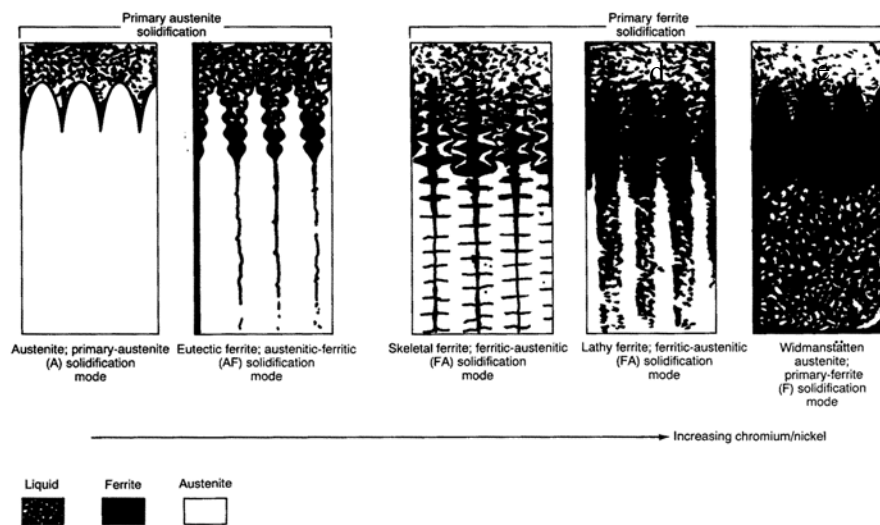 Primary austenite
solidification
Primary ferrite
solidification
d
e
Austenite; primary-austenite
(A) solidification
mode
Eutectic ferrite; austenitic-ferritic
(AF) solidification
mode
Skeletal ferrite; ferritic-austenitic
(FA) solidification
mode
Lathy ferrite; ferritic-austenitic
(FA) solidification
mode
Widmanstätten
austenite;
primary-ferrite
(F) solidification
mode
Increasing chromium/nickel
Liquid
Ferrite
Austenite